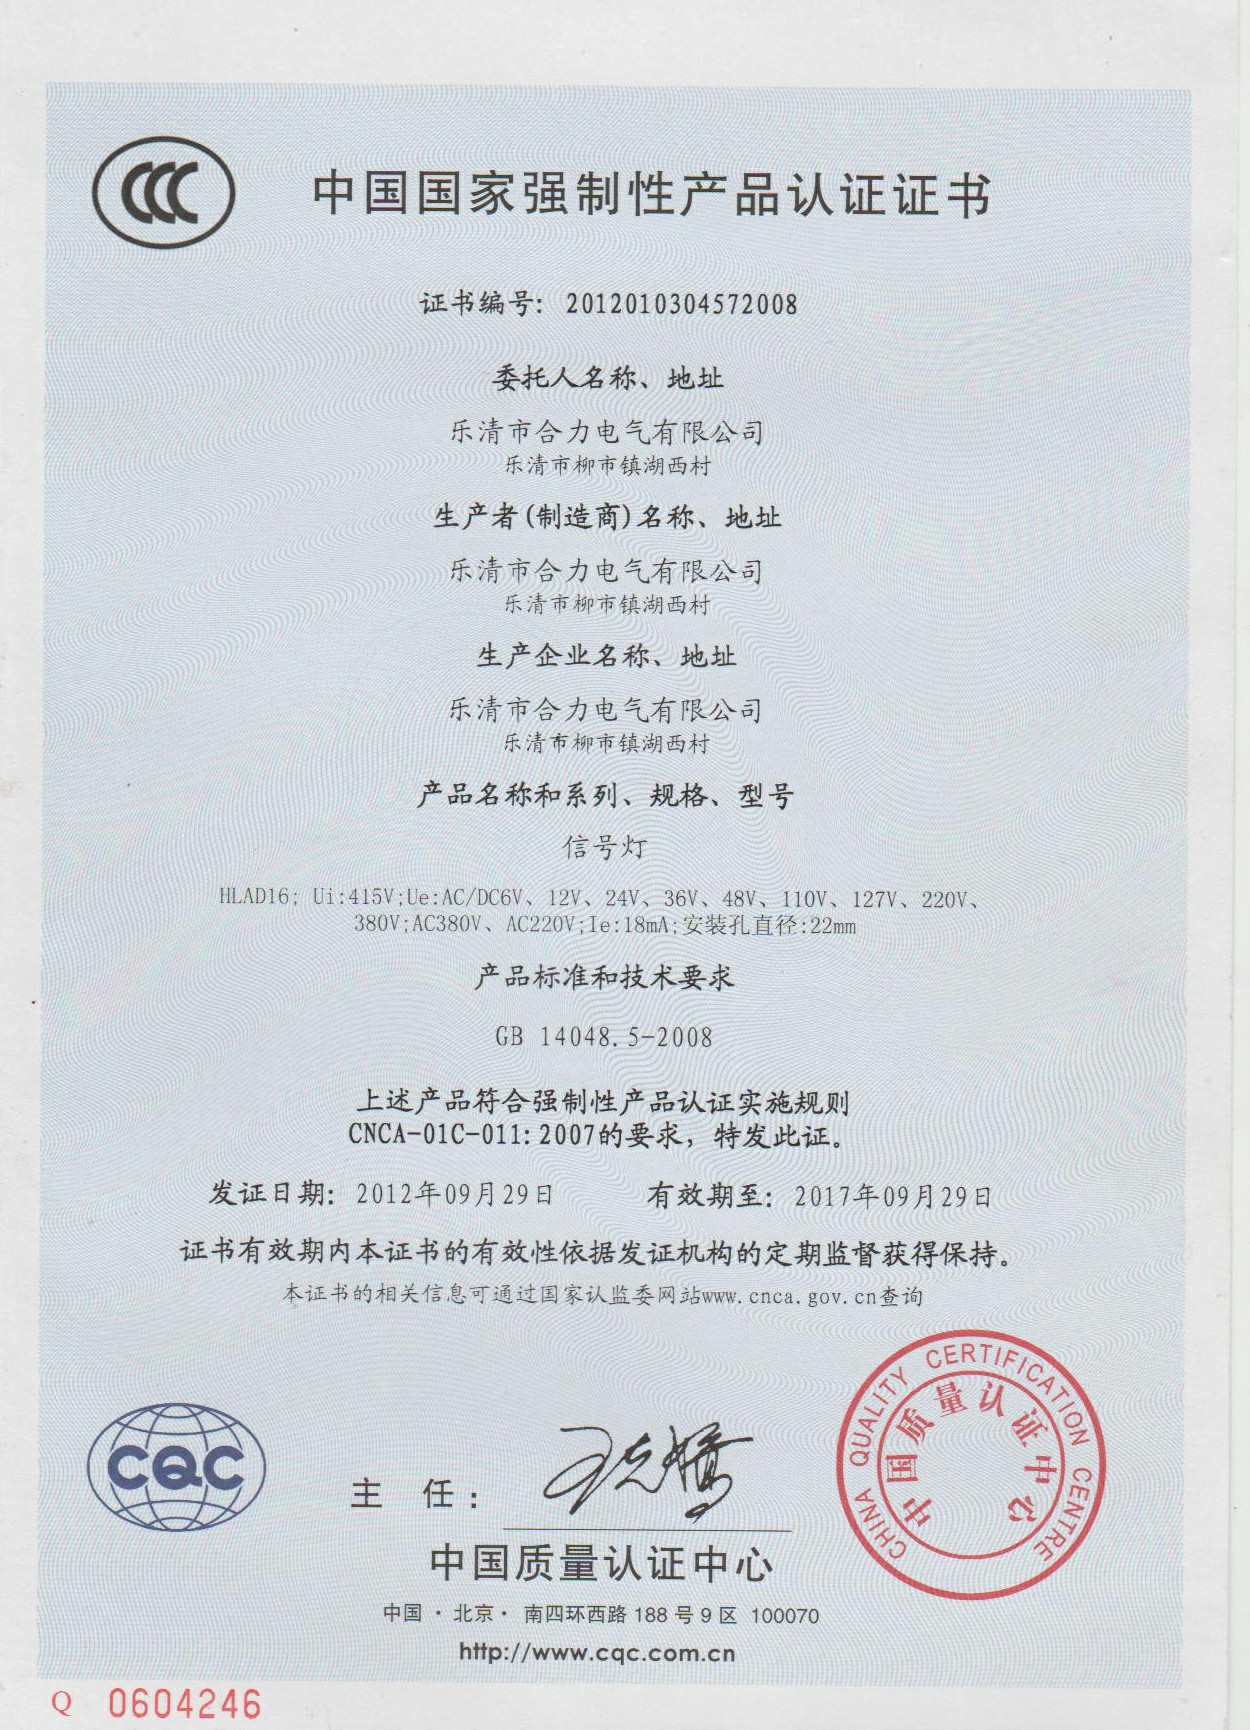 CCC
中国国家强制性产品认证证书
证书编号: 2012010304572008
委托人名称、地址
乐清市合力电气有限公司
乐清市柳市镇湖西村
生产者(制造商)名称、地址
乐清市合力电气有限公司
乐清市柳市镇湖西村
生产企业名称、地址
乐清市合力电气有限公司
乐清市柳市镇湖西村
产品名称和系列、规格、型号
信号灯
HLAD16; Ui:415V;Ue:AC/DC6V、12V、24V、36V、48V、110V、127V、220V、
380V;AC380V、AC220V;Ie:18mA;安装孔直径:22mm
产品标准和技术要求
GB 14048.5-2008
上述产品符合强制性产品认证实施规则
CNCA-01C-011:2007的要求，特发此证。
发证日期: 2012年09月29日 有效期至: 2017年09月29日
证书有效期内本证书的有效性依据发证机构的定期监督获得保持。
本证书的相关信息可通过国家认监委网站www.cnca.gov.cn查询
CQC
主 任:
CHINA QUALITY CERTIFICATION CENTRE
中国质量认证中心
中国质量认证中心
中国·北京·南四环西路188号9区 100070
http://www.cqc.com.cn
Q 0604246